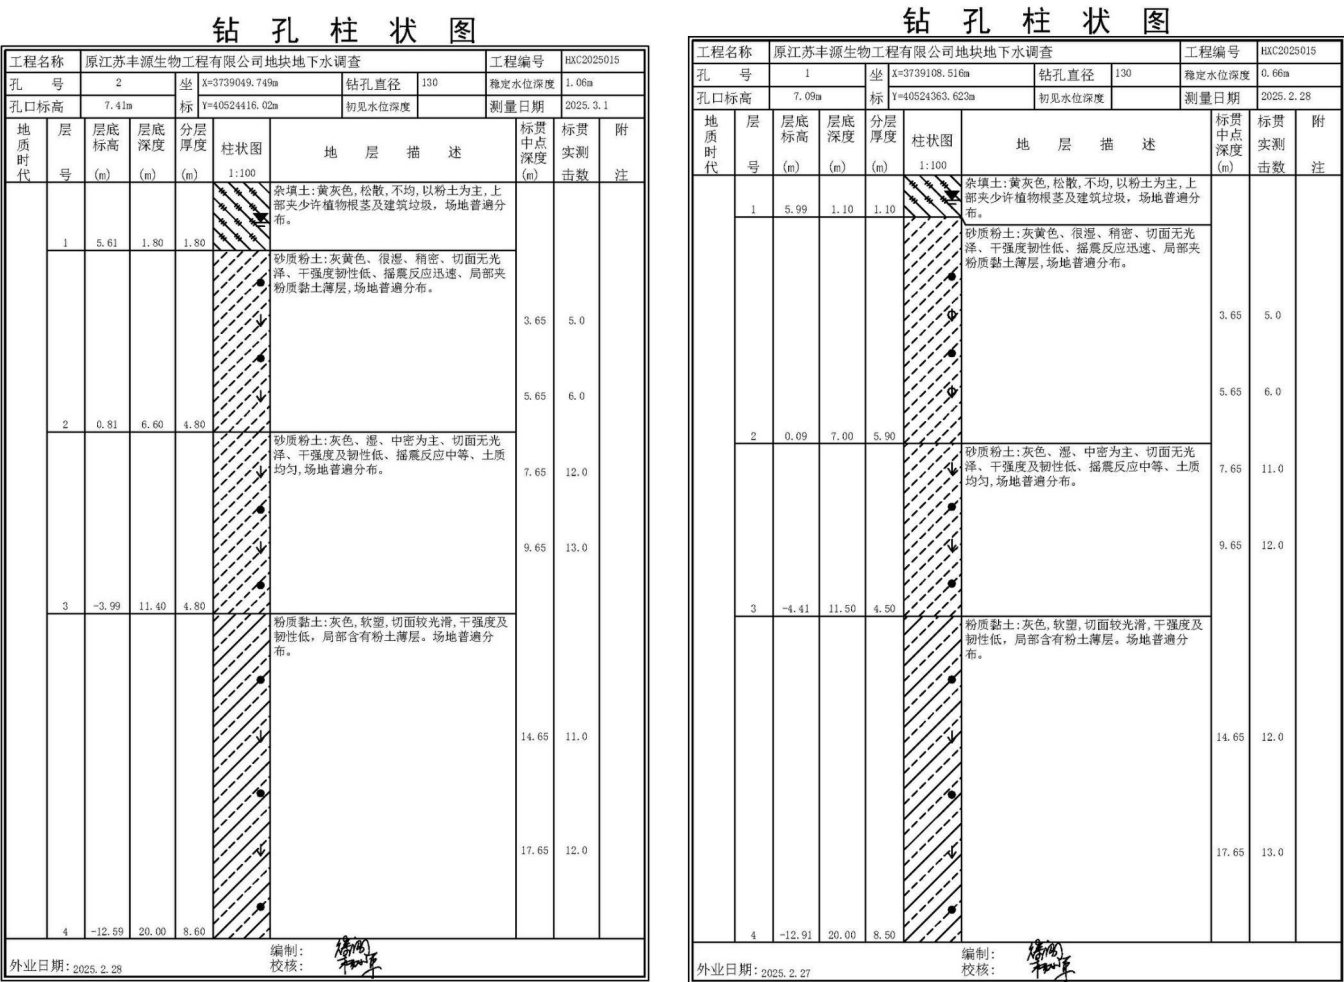 钻 孔 柱 状 图
工程名称 原江苏丰源生物工程有限公司地块地下水调查 工程编号 HXC2025015
孔 号 2 坐 X=3739049.749m 钻孔直径 130 稳定水位深度 1.06m
孔口标高 7.41m 标 Y=40524416.02m 初见水位深度 测量日期 2025.3.1
地质时代 层号 层底标高(m) 层底深度(m) 分层厚度(m) 柱状图 1:100 地 层 描 述 标贯中点深度(m) 标贯实测击数 附注
杂填土:黄灰色,松散,不均,以粉土为主,上
部夹少许植物根茎及建筑垃圾，场地普遍分
布。
1 5.61 1.80 1.80
砂质粉土:灰黄色、很湿、稍密、切面无光
泽、干强度韧性低、摇震反应迅速、局部夹
粉质黏土薄层,场地普遍分布。
3.65 5.0
5.65 6.0
2 0.81 6.60 4.80
砂质粉土:灰色、湿、中密为主、切面无光
泽、干强度及韧性低、摇震反应中等、土质
均匀,场地普遍分布。
7.65 12.0
9.65 13.0
3 -3.99 11.40 4.80
粉质黏土:灰色,软塑,切面较光滑,干强度及
韧性低，局部含有粉土薄层。场地普遍分
布。
14.65 11.0
17.65 12.0
4 -12.59 20.00 8.60
编制:
外业日期:2025.2.28 校核:
钻 孔 柱 状 图
工程名称 原江苏丰源生物工程有限公司地块地下水调查 工程编号 HXC2025015
孔 号 1 坐 X=3739108.516m 钻孔直径 130 稳定水位深度 0.66m
孔口标高 7.09m 标 Y=40524363.623m 初见水位深度 测量日期 2025.2.28
地质时代 层号 层底标高(m) 层底深度(m) 分层厚度(m) 柱状图 1:100 地 层 描 述 标贯中点深度(m) 标贯实测击数 附注
杂填土:黄灰色,松散,不均,以粉土为主,上
部夹少许植物根茎及建筑垃圾，场地普遍分
布。
1 5.99 1.10 1.10
砂质粉土:灰黄色、很湿、稍密、切面无光
泽、干强度韧性低、摇震反应迅速、局部夹
粉质黏土薄层,场地普遍分布。
3.65 5.0
5.65 6.0
2 0.09 7.00 5.90
砂质粉土:灰色、湿、中密为主、切面无光
泽、干强度及韧性低、摇震反应中等、土质
均匀,场地普遍分布。
7.65 11.0
9.65 12.0
3 -4.41 11.50 4.50
粉质黏土:灰色,软塑,切面较光滑,干强度及
韧性低，局部含有粉土薄层。场地普遍分
布。
14.65 12.0
17.65 13.0
4 -12.91 20.00 8.50
编制:
外业日期:2025.2.27 校核: